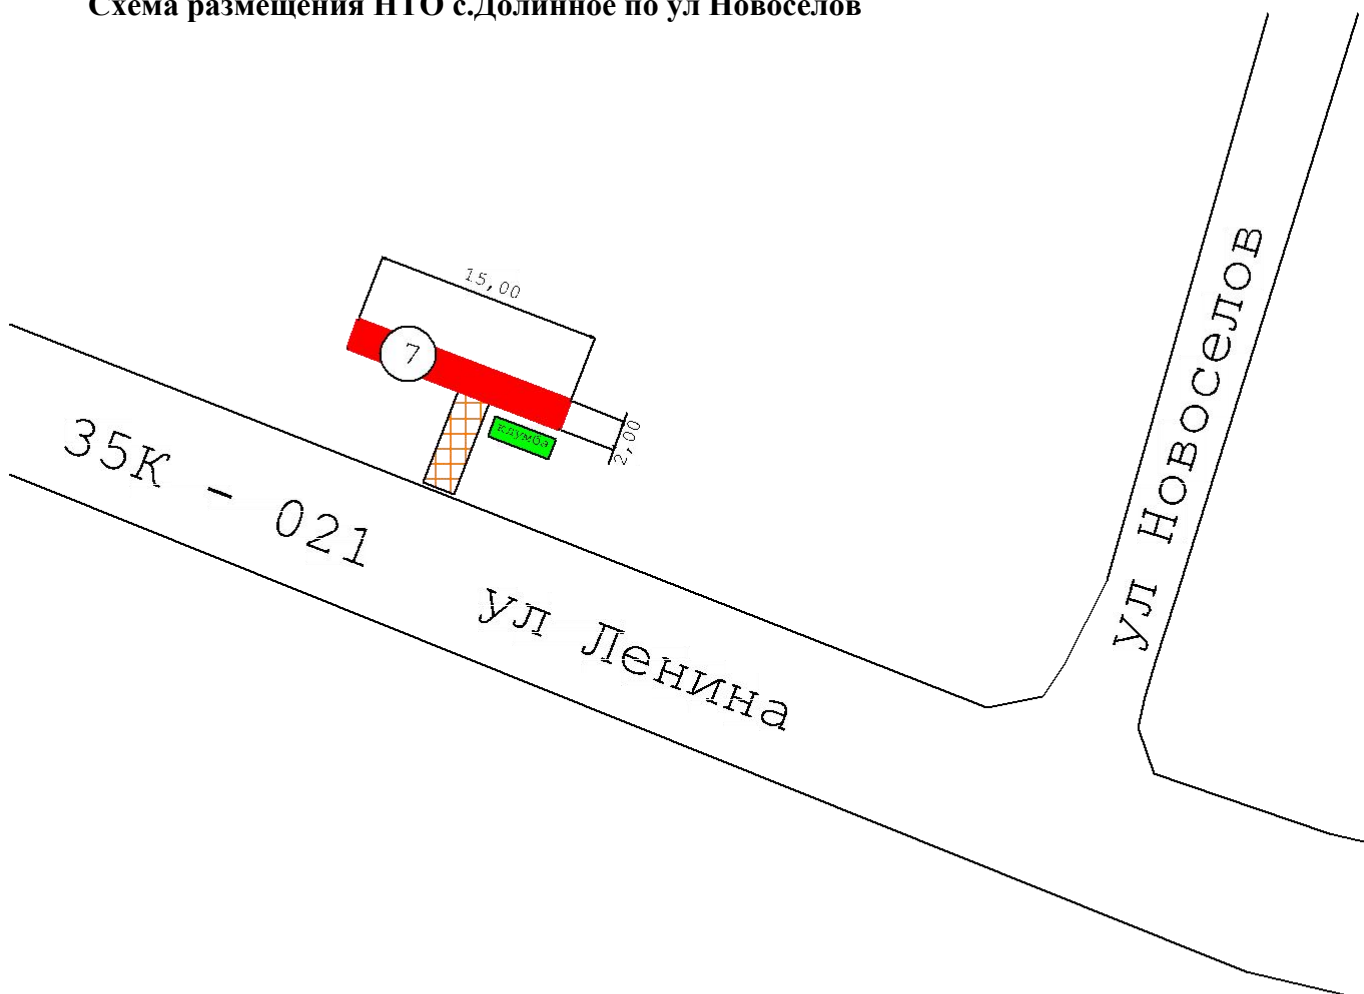 Схема размещения НТО с.Долинное по ул Новоселов
15,00
7
2,00
клумба
35К - 021
ул Ленина
ул Новоселов